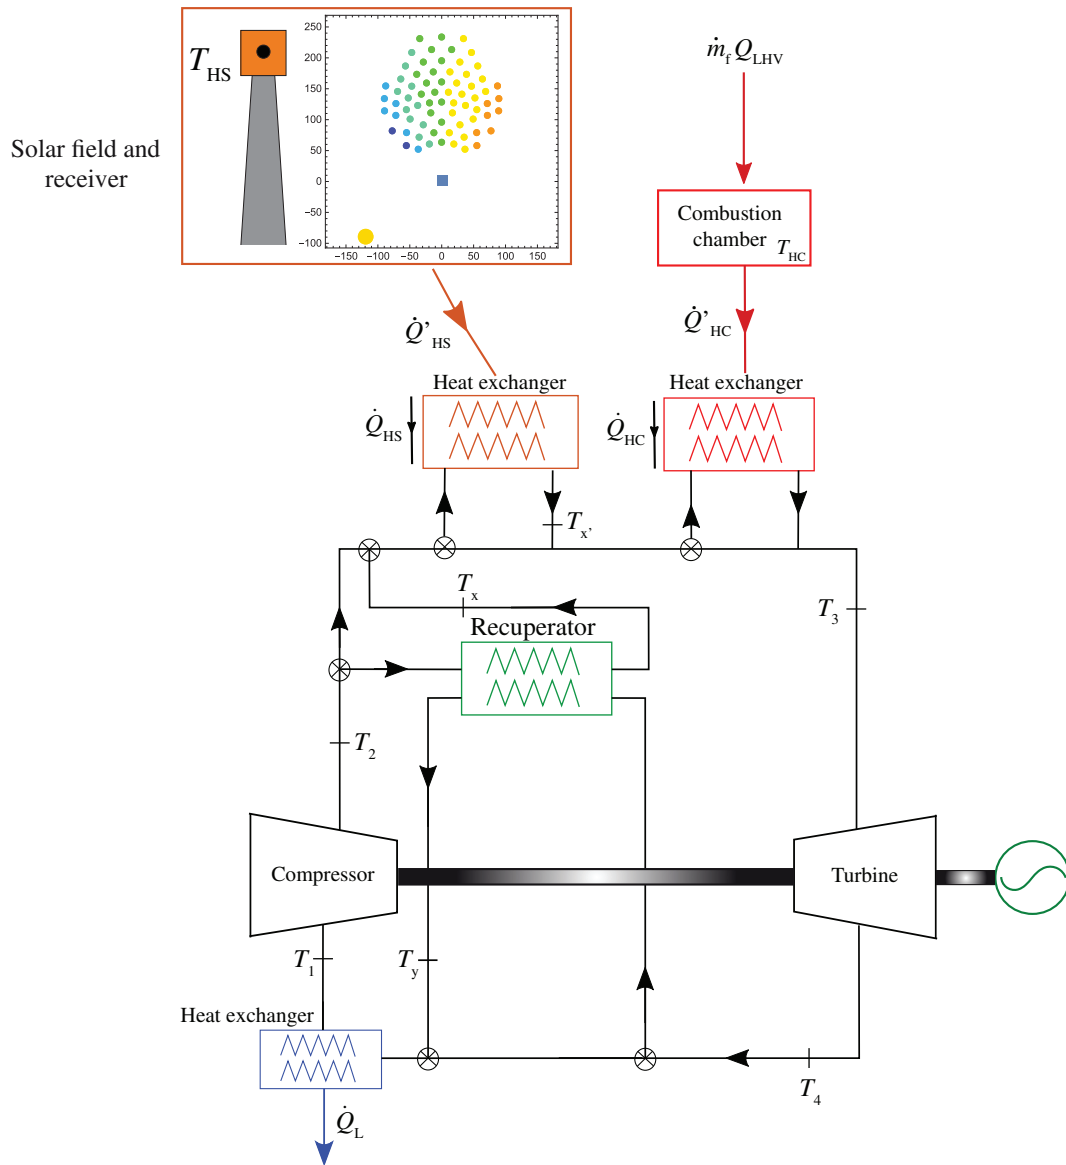 Solar field and
receiver
T_HS
250
200
150
100
50
0
−50
−100
−150
−100
−50
0
50
100
150
ṁ_f Q_LHV
Combustion
chamber
T_HC
Q̇'_HS
Q̇'_HC
Heat exchanger
Heat exchanger
Q̇_HS
Q̇_HC
T_x'
T_x
T_3
Recuperator
T_2
Compressor
Turbine
T_1
T_y
Heat exchanger
T_4
Q̇_L